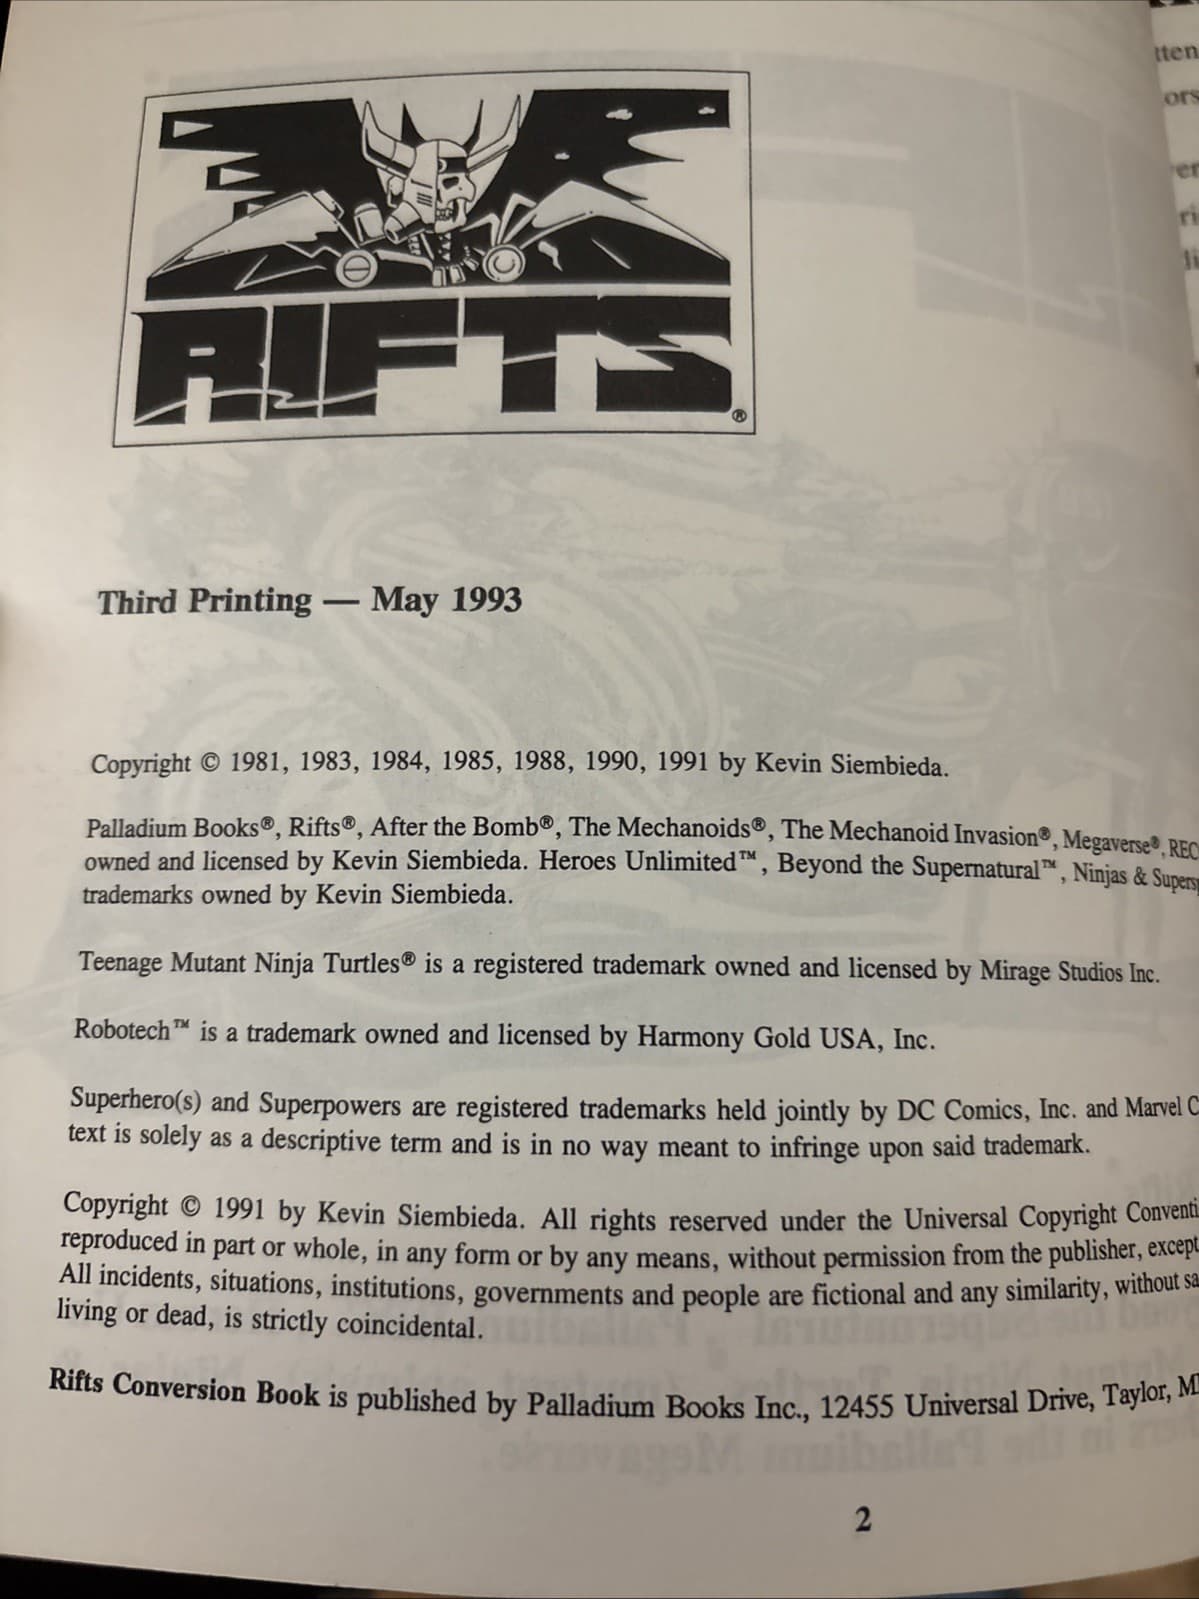 tten
ors
RIFTS®
Third Printing — May 1993
Copyright © 1981, 1983, 1984, 1985, 1988, 1990, 1991 by Kevin Siembieda.
Palladium Books®, Rifts®, After the Bomb®, The Mechanoids®, The Mechanoid Invasion®, Megaverse®, REC
owned and licensed by Kevin Siembieda. Heroes Unlimited™, Beyond the Supernatural™, Ninjas & Supersp
trademarks owned by Kevin Siembieda.
Teenage Mutant Ninja Turtles® is a registered trademark owned and licensed by Mirage Studios Inc.
Robotech™ is a trademark owned and licensed by Harmony Gold USA, Inc.
Superhero(s) and Superpowers are registered trademarks held jointly by DC Comics, Inc. and Marvel C
text is solely as a descriptive term and is in no way meant to infringe upon said trademark.
Copyright © 1991 by Kevin Siembieda. All rights reserved under the Universal Copyright Conventi
reproduced in part or whole, in any form or by any means, without permission from the publisher, except
All incidents, situations, institutions, governments and people are fictional and any similarity, without sa
living or dead, is strictly coincidental.
Rifts Conversion Book is published by Palladium Books Inc., 12455 Universal Drive, Taylor, MI
2